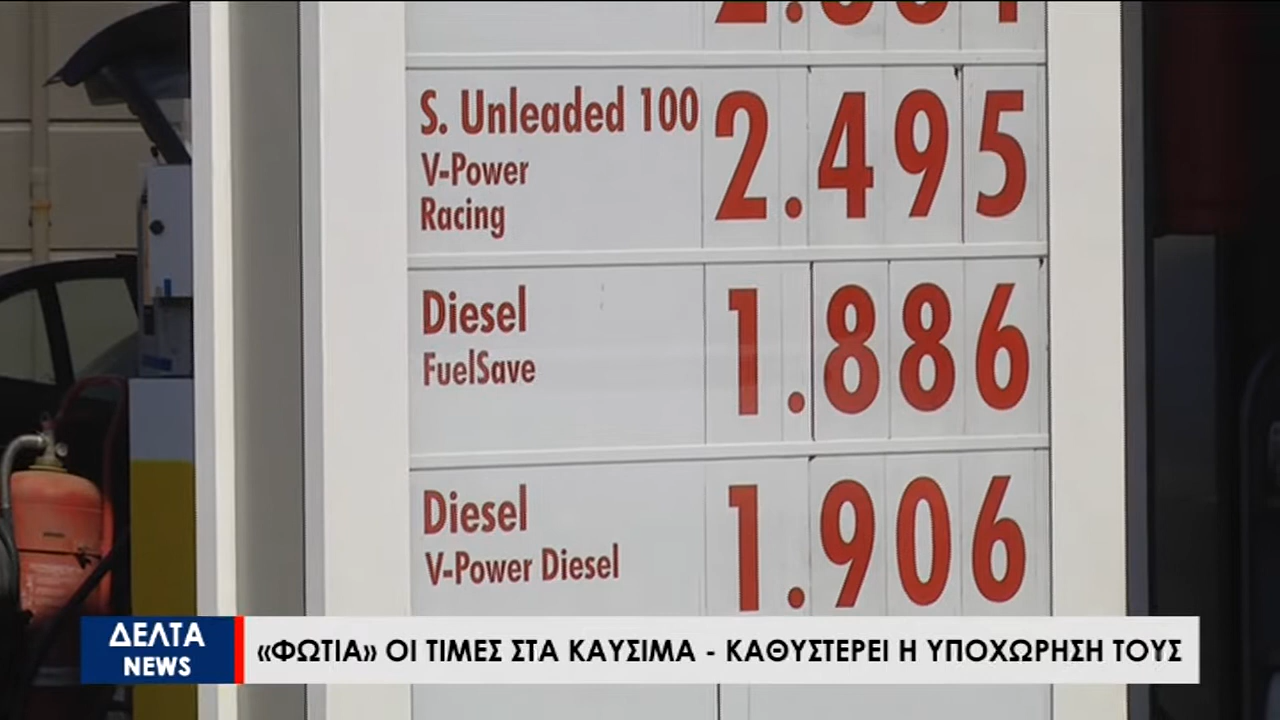 S. Unleaded 100 2.495
V-Power
Racing
Diesel 1.886
FuelSave
Diesel 1.906
V-Power Diesel
ΔΕΛΤΑ
NEWS
«ΦΩΤΙΑ» ΟΙ ΤΙΜΕΣ ΣΤΑ ΚΑΥΣΙΜΑ - ΚΑΘΥΣΤΕΡΕΙ Η ΥΠΟΧΩΡΗΣΗ ΤΟΥΣ